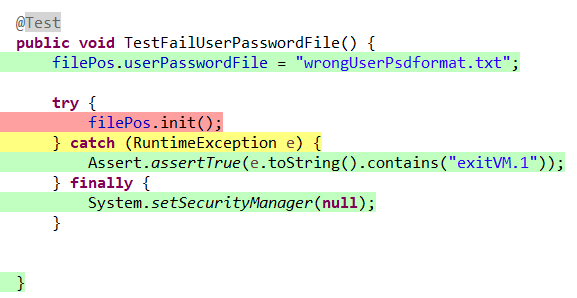 @Test
public void TestFailUserPasswordFile() {
    filePos.userPasswordFile = "wrongUserPsdformat.txt";

    try {
        filePos.init();
    } catch (RuntimeException e) {
        Assert.assertTrue(e.toString().contains("exitVM.1"));
    } finally {
        System.setSecurityManager(null);
    }


}